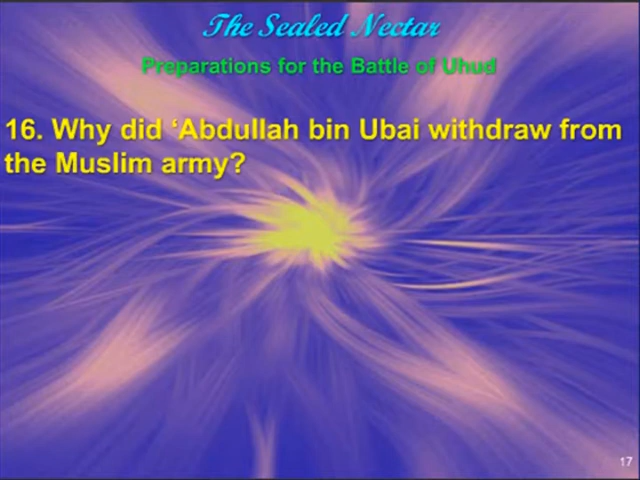 The Sealed Nectar
Preparations for the Battle of Uhud
16. Why did ‘Abdullah bin Ubai withdraw from
the Muslim army?
17